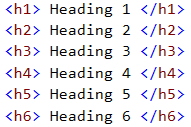 <h1> Heading 1 </h1>
<h2> Heading 2 </h2>
<h3> Heading 3 </h3>
<h4> Heading 4 </h4>
<h5> Heading 5 </h5>
<h6> Heading 6 </h6>